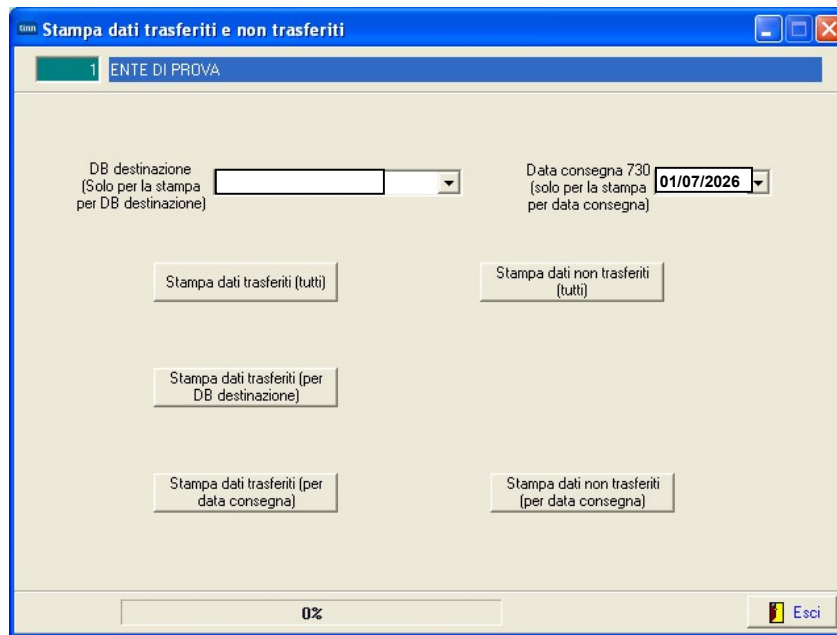 tinn Stampa dati trasferiti e non trasferiti
1 ENTE DI PROVA
DB destinazione
(Solo per la stampa
per DB destinazione)
Data consegna 730
(solo per la stampa
per data consegna)
01/07/2026
Stampa dati trasferiti (tutti)
Stampa dati non trasferiti
(tutti)
Stampa dati trasferiti (per
DB destinazione)
Stampa dati trasferiti (per
data consegna)
Stampa dati non trasferiti
(per data consegna)
0%
Esci